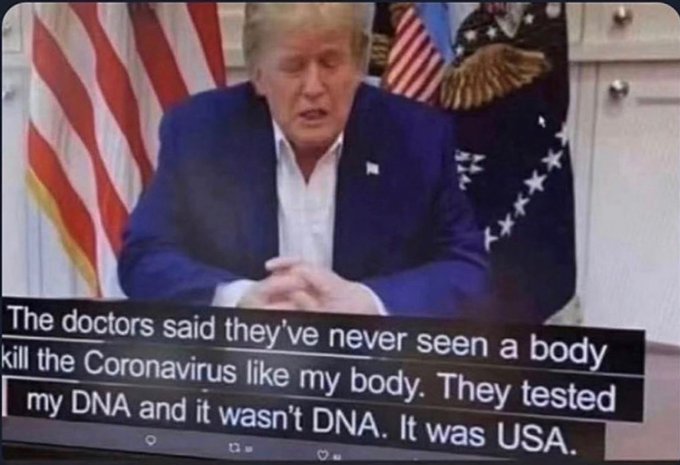 The doctors said they've never seen a body
kill the Coronavirus like my body. They tested
my DNA and it wasn't DNA. It was USA.